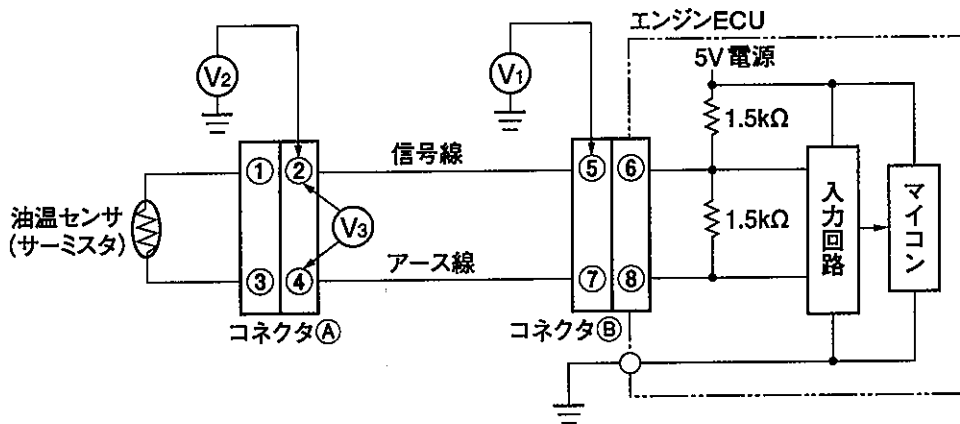 エンジンECU
5V電源
V2
V1
1.5kΩ
① ②
信号線
⑤ ⑥
油温センサ
(サーミスタ)
V3
1.5kΩ
入力回路
マイコン
③ ④
アース線
⑦ ⑧
コネクタⒶ
コネクタⒷ